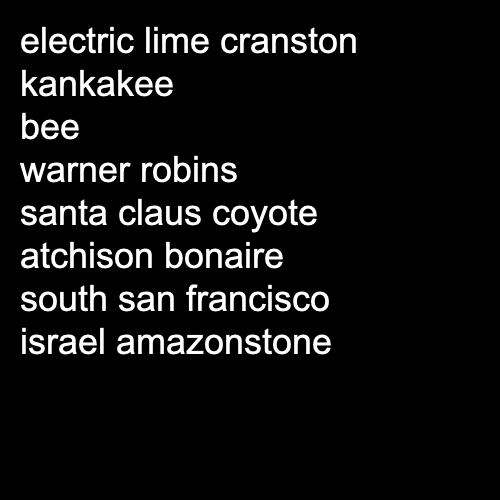 electric lime cranston
kankakee
bee
warner robins
santa claus coyote
atchison bonaire
south san francisco
israel amazonstone